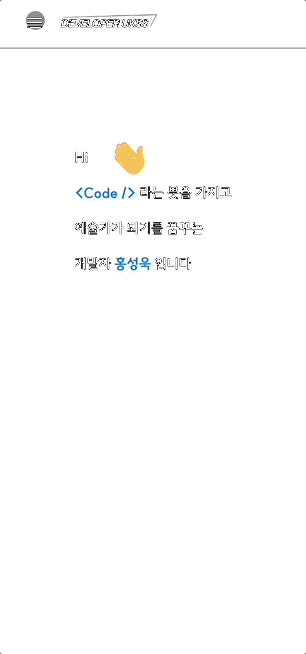 DEVELOPER UK98
Hi
<Code /> 라는 붓을 가지고
예술가가 되기를 꿈꾸는
개발자 홍성욱 입니다